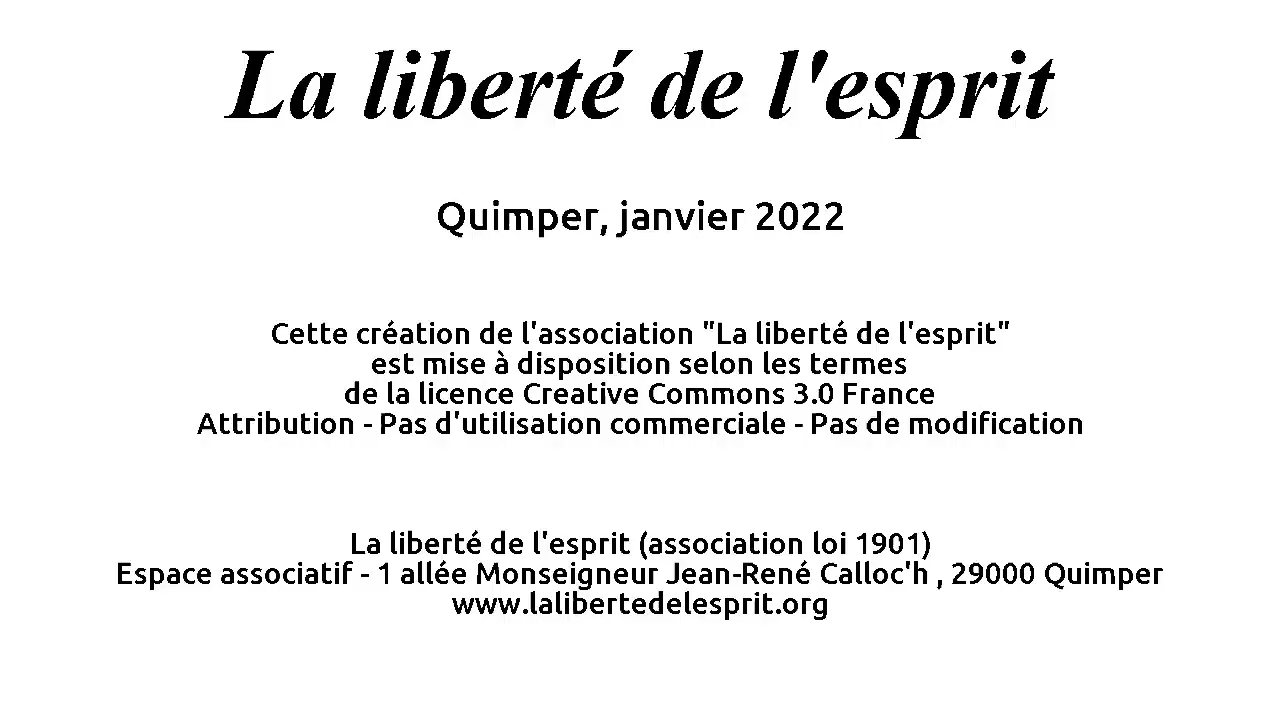 La liberté de l'esprit
Quimper, janvier 2022
Cette création de l'association "La liberté de l'esprit"
est mise à disposition selon les termes
de la licence Creative Commons 3.0 France
Attribution - Pas d'utilisation commerciale - Pas de modification
La liberté de l'esprit (association loi 1901)
Espace associatif - 1 allée Monseigneur Jean-René Calloc'h , 29000 Quimper
www.lalibertedelesprit.org